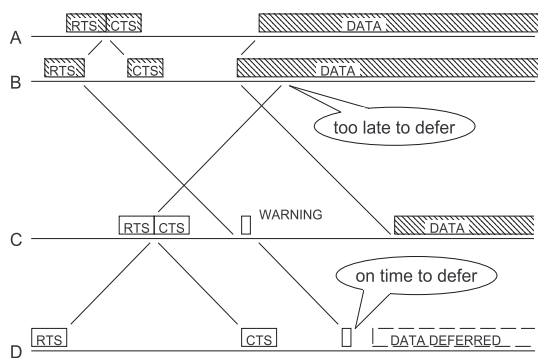 RTS CTS DATA
A
RTS CTS DATA
B
too late to defer
RTS CTS WARNING DATA
C
on time to defer
RTS CTS DATA DEFERRED
D